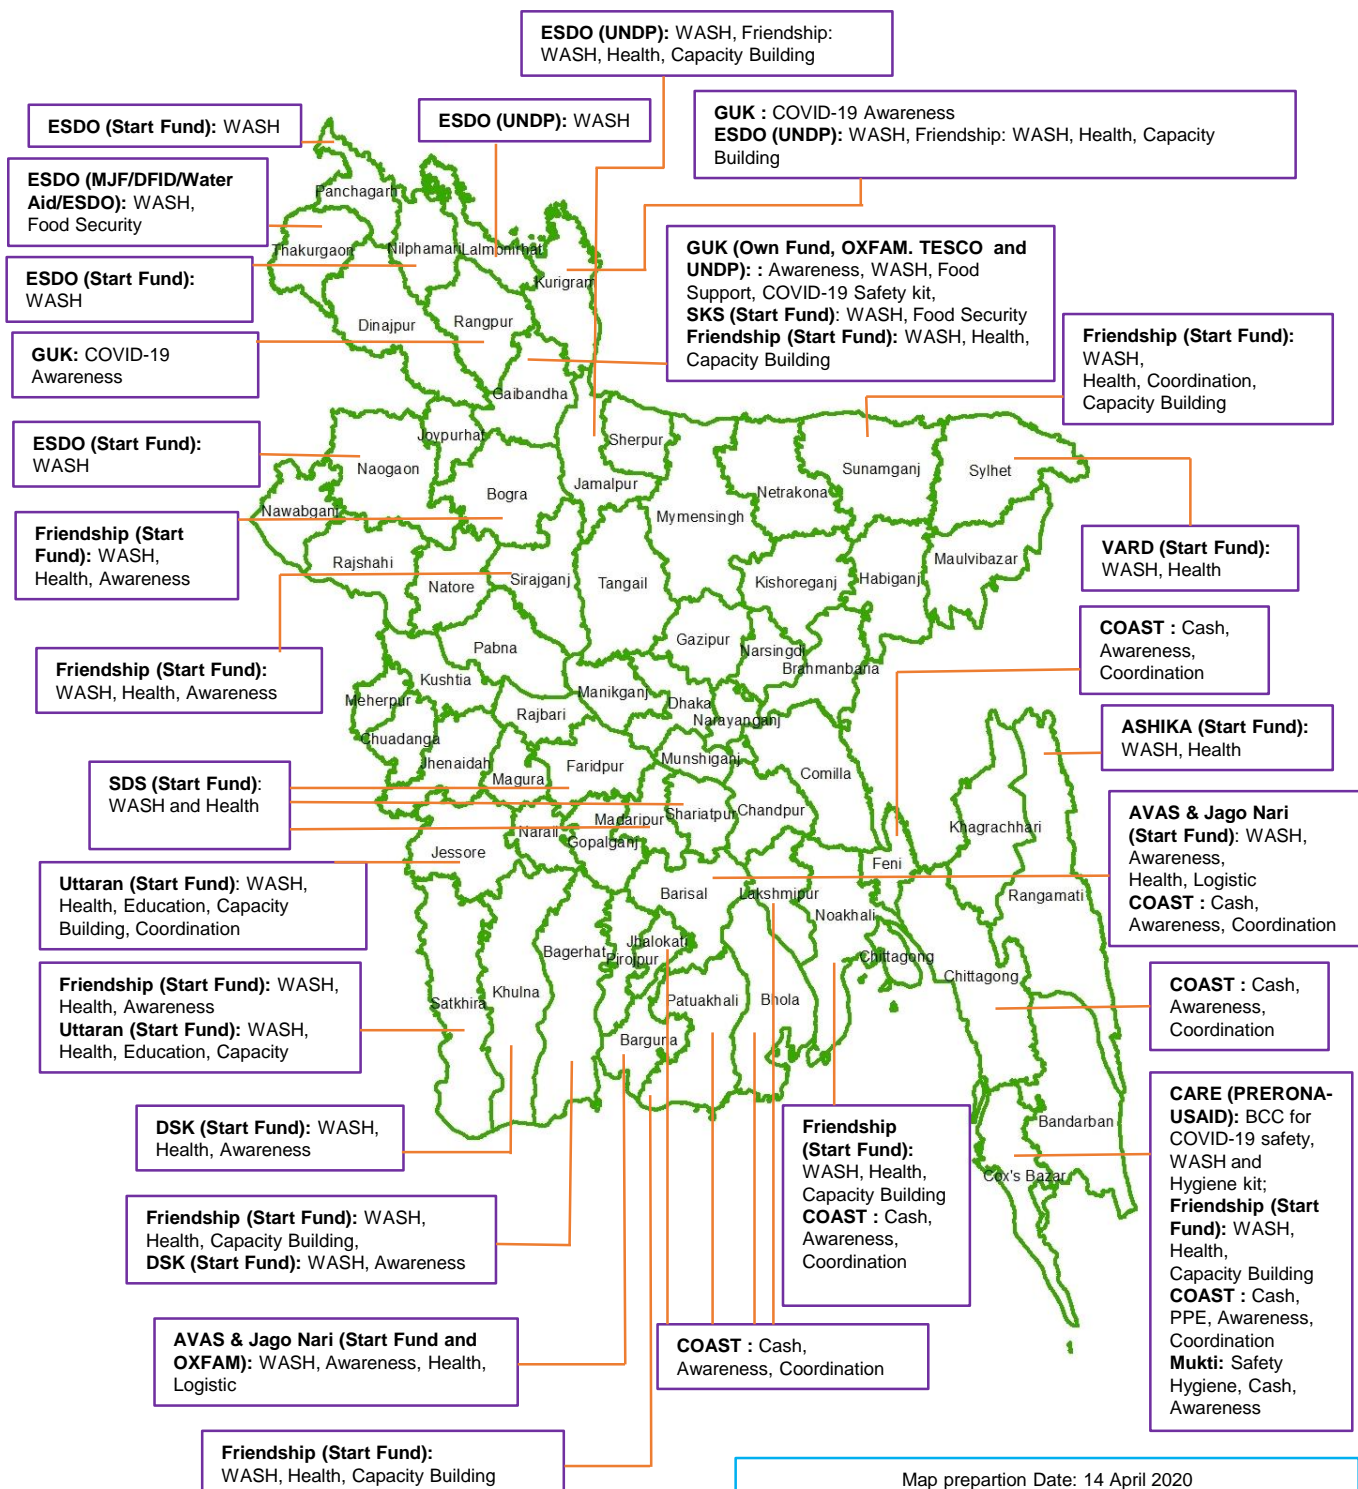 ESDO (UNDP): WASH, Friendship:
WASH, Health, Capacity Building
ESDO (Start Fund): WASH
ESDO (UNDP): WASH
GUK : COVID-19 Awareness
ESDO (UNDP): WASH, Friendship: WASH, Health, Capacity
Building
ESDO (MJF/DFID/Water
Aid/ESDO): WASH,
Food Security
ESDO (Start Fund):
WASH
GUK: COVID-19
Awareness
GUK (Own Fund, OXFAM. TESCO and
UNDP): : Awareness, WASH, Food
Support, COVID-19 Safety kit,
SKS (Start Fund): WASH, Food Security
Friendship (Start Fund): WASH, Health,
Capacity Building
Friendship (Start Fund):
WASH,
Health, Coordination,
Capacity Building
ESDO (Start Fund):
WASH
Friendship (Start
Fund): WASH,
Health, Awareness
VARD (Start Fund):
WASH, Health
Friendship (Start Fund):
WASH, Health, Awareness
COAST : Cash,
Awareness,
Coordination
ASHIKA (Start Fund):
WASH, Health
SDS (Start Fund):
WASH and Health
AVAS & Jago Nari
(Start Fund): WASH,
Awareness,
Health, Logistic
COAST : Cash,
Awareness, Coordination
Uttaran (Start Fund): WASH,
Health, Education, Capacity
Building, Coordination
Friendship (Start Fund): WASH,
Health, Awareness
Uttaran (Start Fund): WASH,
Health, Education, Capacity
COAST : Cash,
Awareness,
Coordination
DSK (Start Fund): WASH,
Health, Awareness
Friendship
(Start Fund):
WASH, Health,
Capacity Building
COAST : Cash,
Awareness,
Coordination
CARE (PRERONA-
USAID): BCC for
COVID-19 safety,
WASH and
Hygiene kit;
Friendship (Start
Fund): WASH,
Health,
Capacity Building
COAST : Cash,
PPE, Awareness,
Coordination
Mukti: Safety
Hygiene, Cash,
Awareness
Friendship (Start Fund): WASH,
Health, Capacity Building,
DSK (Start Fund): WASH, Awareness
AVAS & Jago Nari (Start Fund and
OXFAM): WASH, Awareness, Health,
Logistic
COAST : Cash,
Awareness, Coordination
Friendship (Start Fund):
WASH, Health, Capacity Building
Map prepartion Date: 14 April 2020
Panchagarh
Thakurgaon
Nilphamari
Lalmonirhat
Kurigram
Dinajpur
Rangpur
Gaibandha
Joypurhat
Naogaon
Sherpur
Bogra
Jamalpur
Netrakona
Sunamganj
Sylhet
Nawabganj
Mymensingh
Rajshahi
Natore
Sirajganj
Tangail
Kishoreganj
Habiganj
Maulvibazar
Pabna
Gazipur
Narsingdi
Brahmanbaria
Kushtia
Meherpur
Manikganj
Dhaka
Rajbari
Narayanganj
Chuadanga
Jhenaidah
Magura
Faridpur
Munshiganj
Comilla
Madaripur
Shariatpur
Chandpur
Khagrachhari
Narail
Gopalganj
Jessore
Feni
Barisal
Lakshmipur
Noakhali
Rangamati
Bagerhat
Jhalokati
Pirojpur
Chittagong
Chittagong
Satkhira
Khulna
Patuakhali
Bhola
Barguna
Bandarban
Cox's Bazar